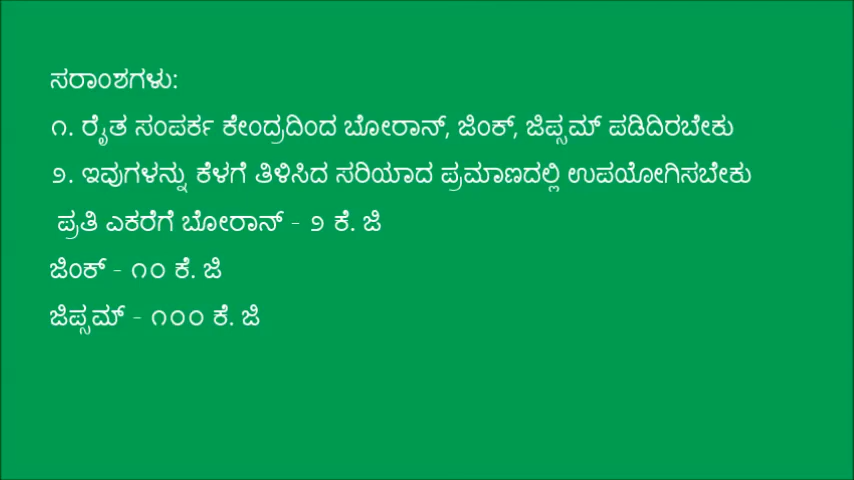 ಸರಾಂಶಗಳು:
೧. ರೈತ ಸಂಪರ್ಕ ಕೇಂದ್ರದಿಂದ ಬೋರಾನ್, ಜಿಂಕ್, ಜಿಪ್ಸಮ್ ಪಡಿದಿರಬೇಕು
೨. ಇವುಗಳನ್ನು ಕೆಳಗೆ ತಿಳಿಸಿದ ಸರಿಯಾದ ಪ್ರಮಾಣದಲ್ಲಿ ಉಪಯೋಗಿಸಬೇಕು
ಪ್ರತಿ ಎಕರೆಗೆ ಬೋರಾನ್ - ೨ ಕೆ. ಜಿ
ಜಿಂಕ್ - ೧೦ ಕೆ. ಜಿ
ಜಿಪ್ಸಮ್ - ೧೦೦ ಕೆ. ಜಿ